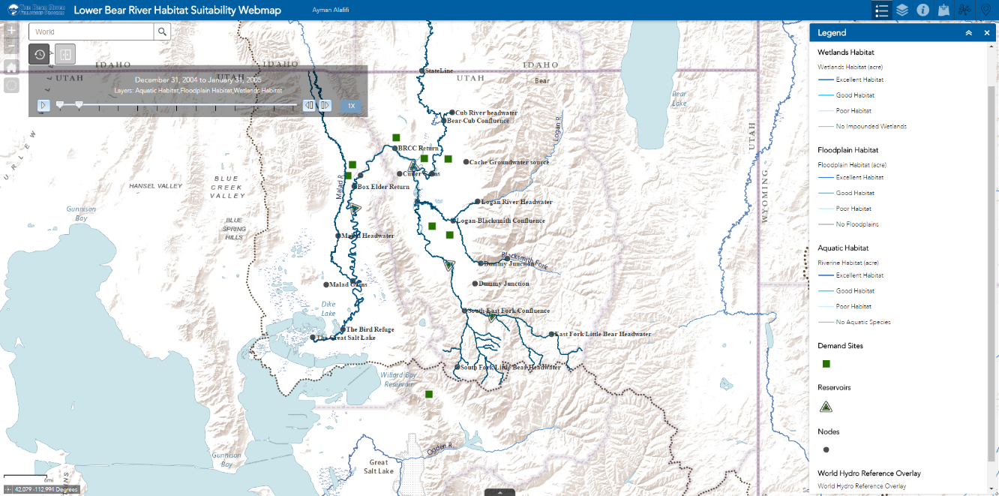 THE BEAR RIVER
FELLOWSHIP PROGRAM
Lower Bear River Habitat Suitability Webmap
Ayman Alafifi
World
December 31, 2004 to January 31, 2005
Layers: Aquatic Habitat,Floodplain Habitat,Wetlands Habitat
1X
IDAHO
IDAHO
IDAHO
UTAH
UTAH
UTAH
StateLine
Bear
Bear
Lake
Cub River headwater
Bear-Cub Confluence
Logan R
BRCC Return
Cache Groundwater source
Box Elder Return
Malad R
UTAH
WYOMING
HANSEL VALLEY
BLUE
CREEK
VALLEY
Gunnison
Bay
BLUE
SPRING
HILLS
Logan River Headwater
Logan-Blacksmith Confluence
Malad Headwater
Blacksmith Fork
Dummy Junction
Dummy Junction
Malad Gains
Dike
Lake
South-East Fork Confluence
The Bird Refuge
The Great Salt Lake
East Fork Little Bear Headwater
South Fork Little Bear Headwater
Willard Bay
Reservoir
Ogden R
Gunnison
Bay
Great
Salt Lake
6mi
42.079 -112.994 Degrees
Legend
Wetlands Habitat
Wetlands Habitat (acre)
Excellent Habitat
Good Habitat
Poor Habitat
No Impounded Wetlands
Floodplain Habitat
Floodplain Habitat (acre)
Excellent Habitat
Good Habitat
Poor Habitat
No Floodplains
Aquatic Habitat
Riverine Habitat (acre)
Excellent Habitat
Good Habitat
Poor Habitat
No Aquatic Species
Demand Sites
Reservoirs
Nodes
World Hydro Reference Overlay
World Hydro Reference Overlay